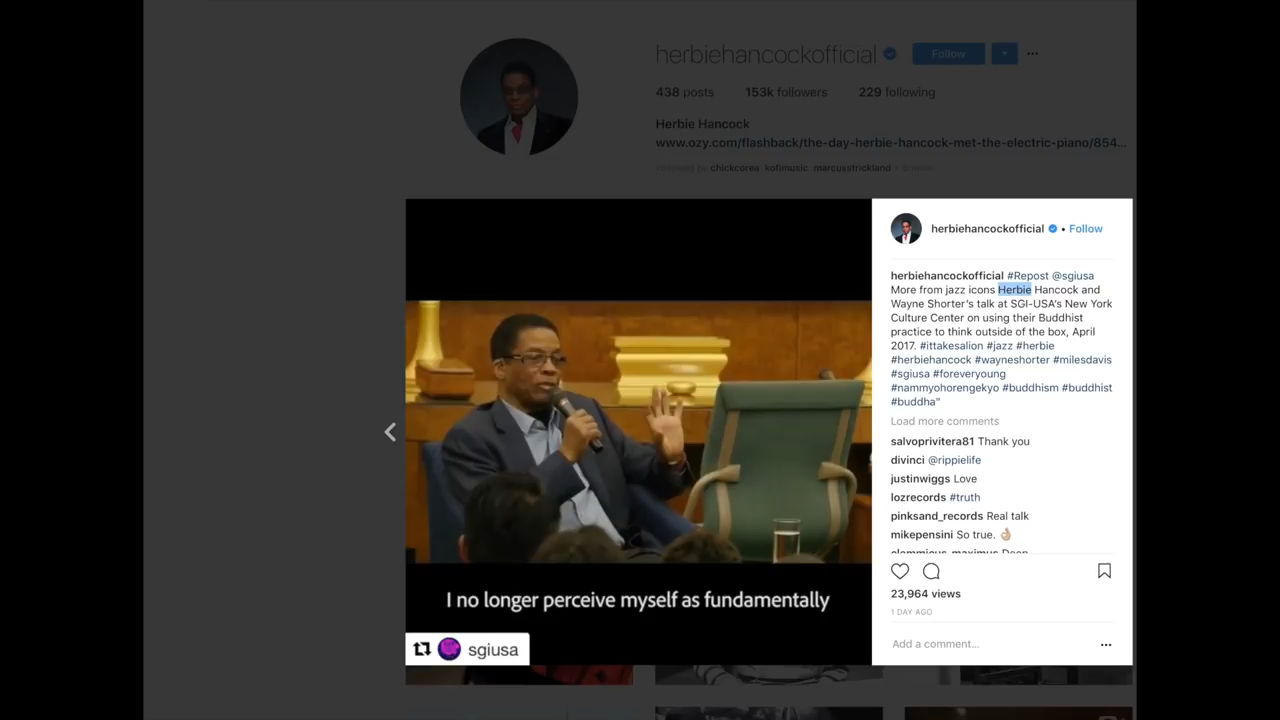 herbiehancockofficial Follow
438 posts 153k followers 229 following
Herbie Hancock
www.ozy.com/flashback/the-day-herbie-hancock-met-the-electric-piano/854...
chickcorea kofimusic marcusstrickland
herbiehancockofficial • Follow
herbiehancockofficial #Repost @sgiusa
More from jazz icons Herbie Hancock and
Wayne Shorter's talk at SGI-USA's New York
Culture Center on using their Buddhist
practice to think outside of the box, April
2017. #ittakesalion #jazz #herbie
#herbiehancock #wayneshorter #milesdavis
#sgiusa #foreveryoung
#nammyohorengekyo #buddhism #buddhist
#buddha"
Load more comments
salvoprivitera81 Thank you
divinci @rippielife
justinwiggs Love
lozrecords #truth
pinksand_records Real talk
mikepensini So true. 👌🏼
23,964 views
1 DAY AGO
Add a comment...
I no longer perceive myself as fundamentally
sgiusa